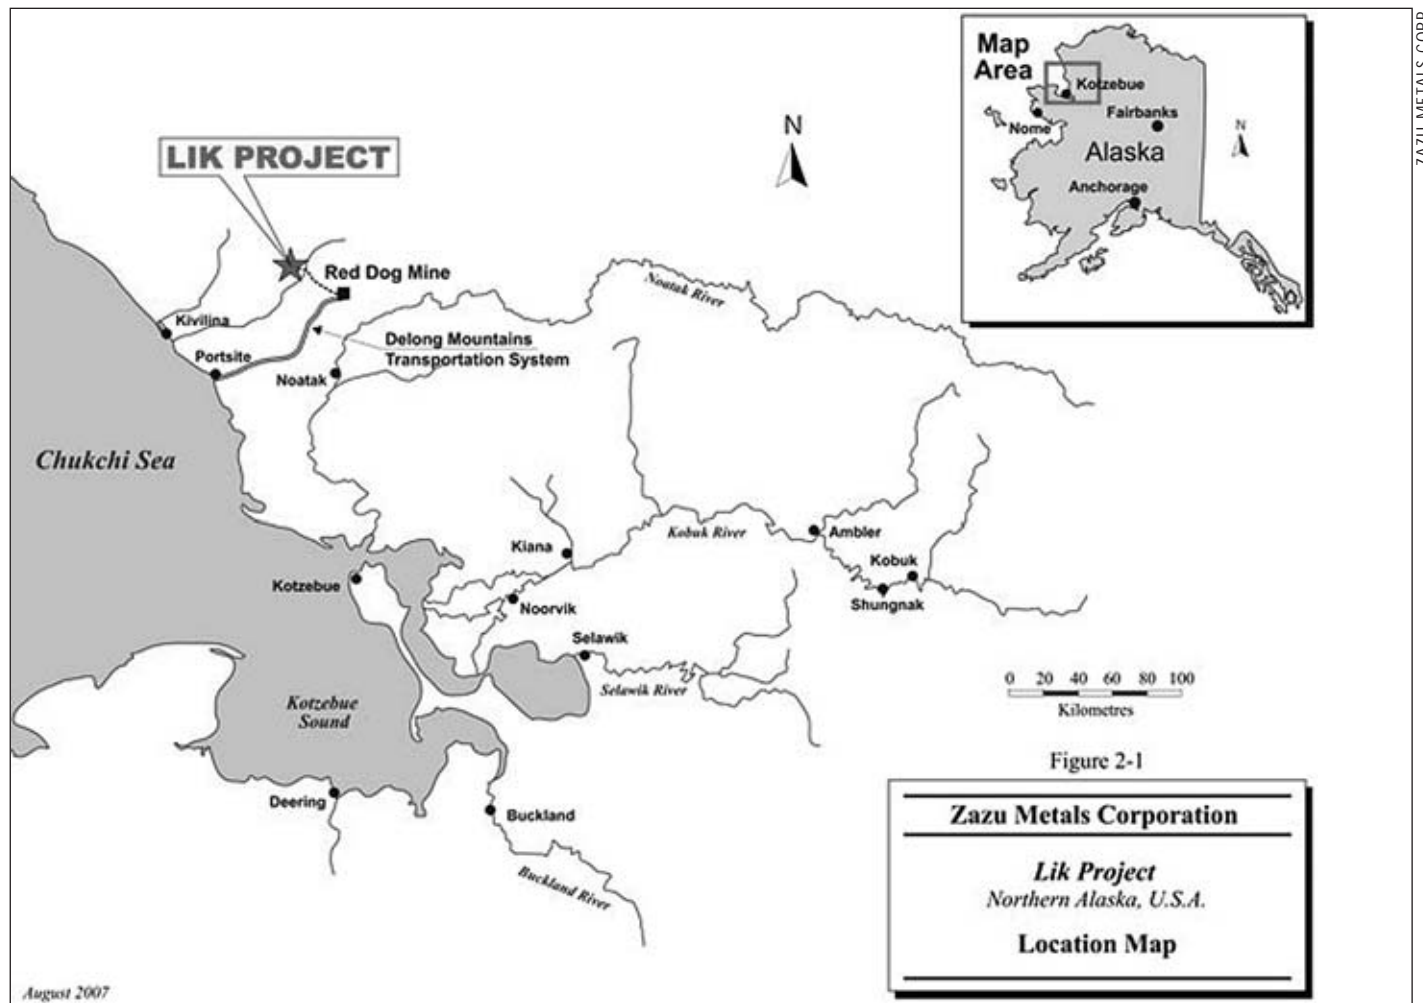 ZAZU METALS CORP.
Map
Area
Kotzebue
Nome
Fairbanks
Alaska
Anchorage
N
N
LIK PROJECT
Red Dog Mine
Kivilina
Portsite
Delong Mountains
Transportation System
Noatak
Noatak River
Chukchi Sea
Kobuk River
Ambler
Kiana
Kobuk
Kotzebue
Noorvik
Shungnak
Selawik
Selawik River
Kotzebue
Sound
0 20 40 60 80 100
Kilometres
Deering
Buckland
Buckland River
Figure 2-1
Zazu Metals Corporation
Lik Project
Northern Alaska, U.S.A.
Location Map
August 2007